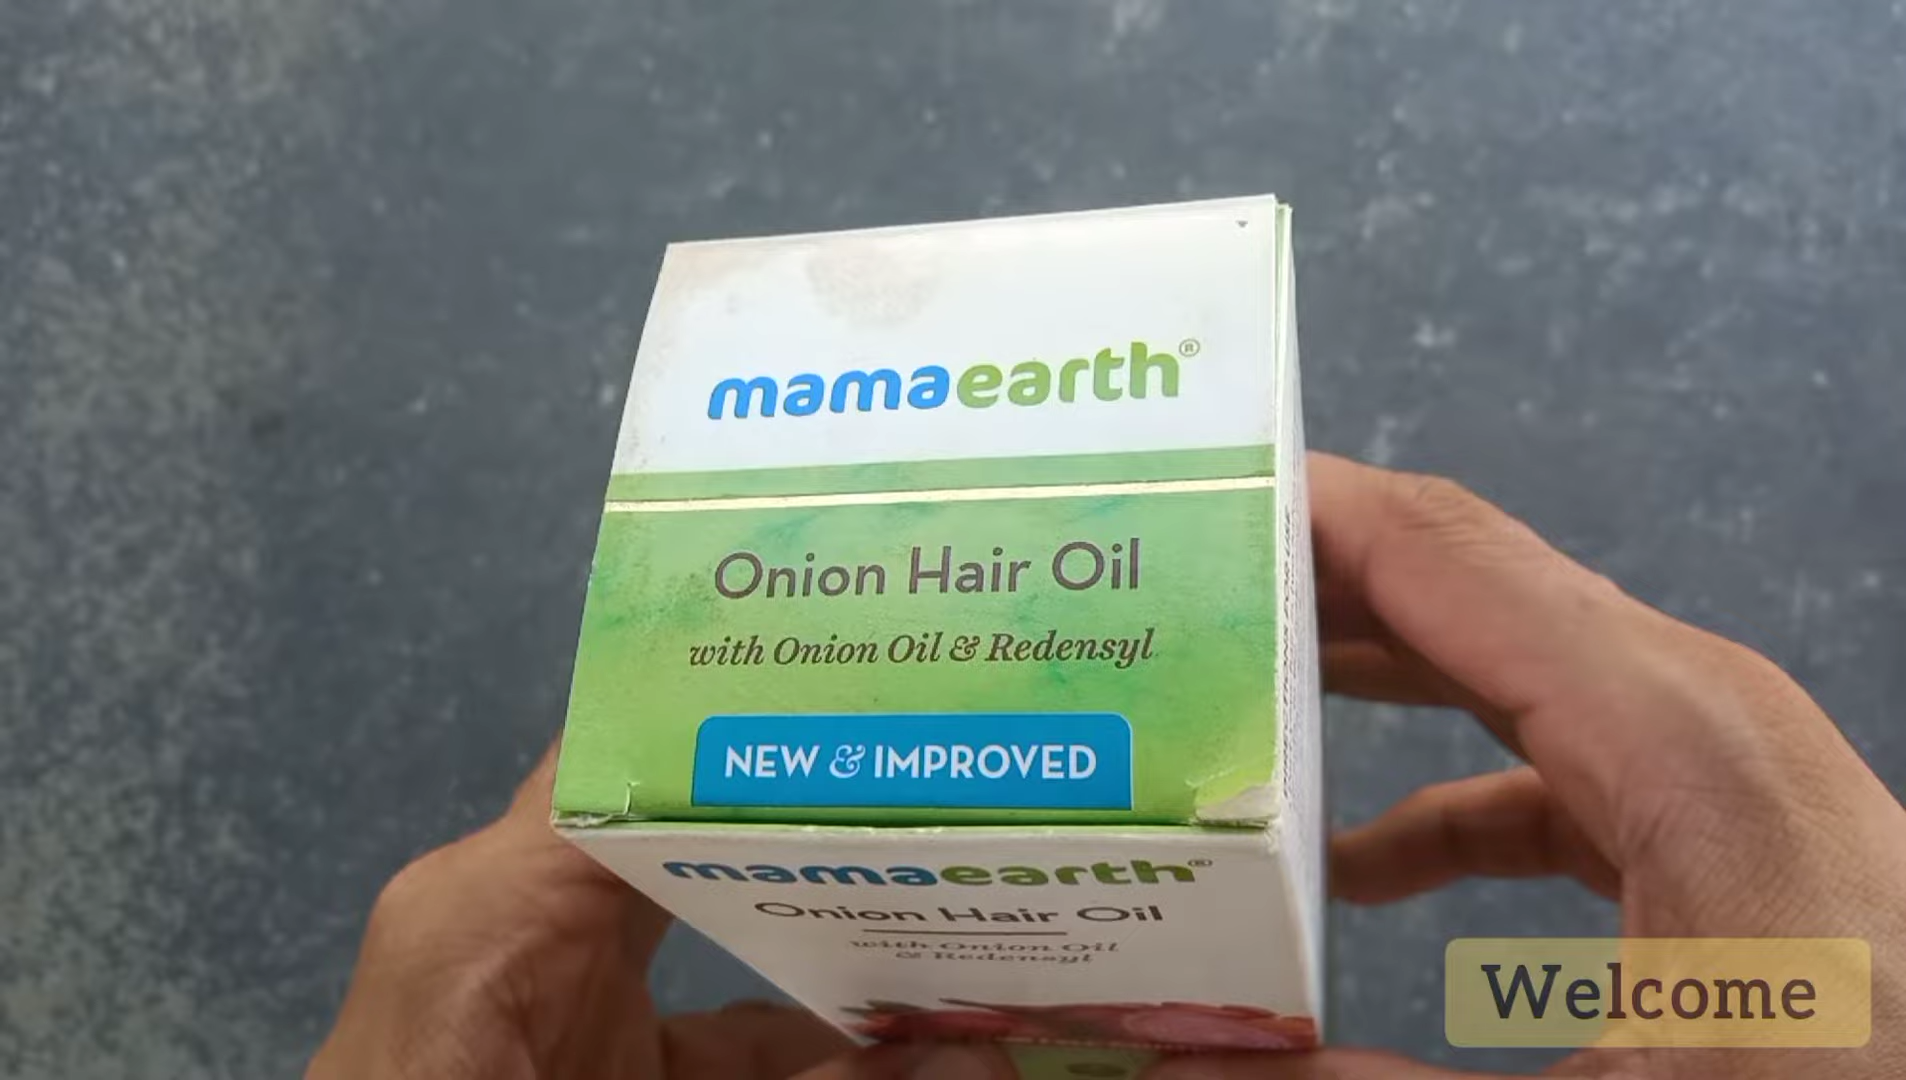 mamaearth®
Onion Hair Oil
with Onion Oil & Redensyl
NEW & IMPROVED
mamaearth®
Onion Hair Oil
with Onion Oil
& Redensyl
Welcome